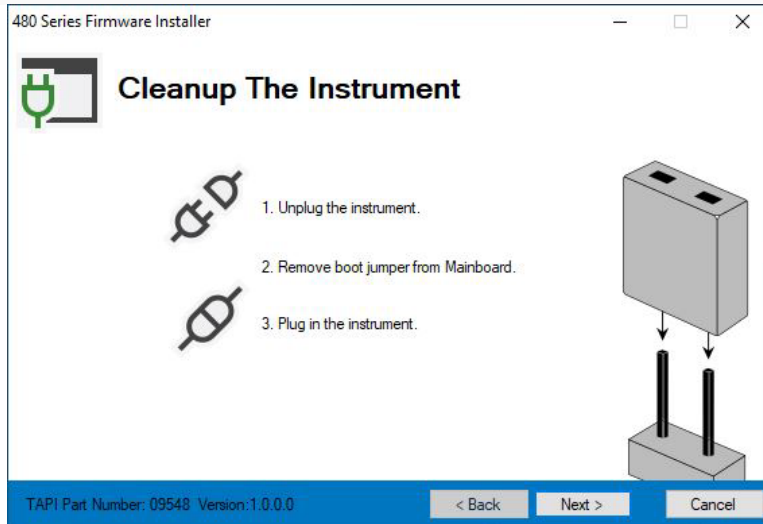 480 Series Firmware Installer
Cleanup The Instrument
1. Unplug the instrument.
2. Remove boot jumper from Mainboard.
3. Plug in the instrument.
TAPI Part Number: 09548 Version:1.0.0.0
< Back
Next >
Cancel